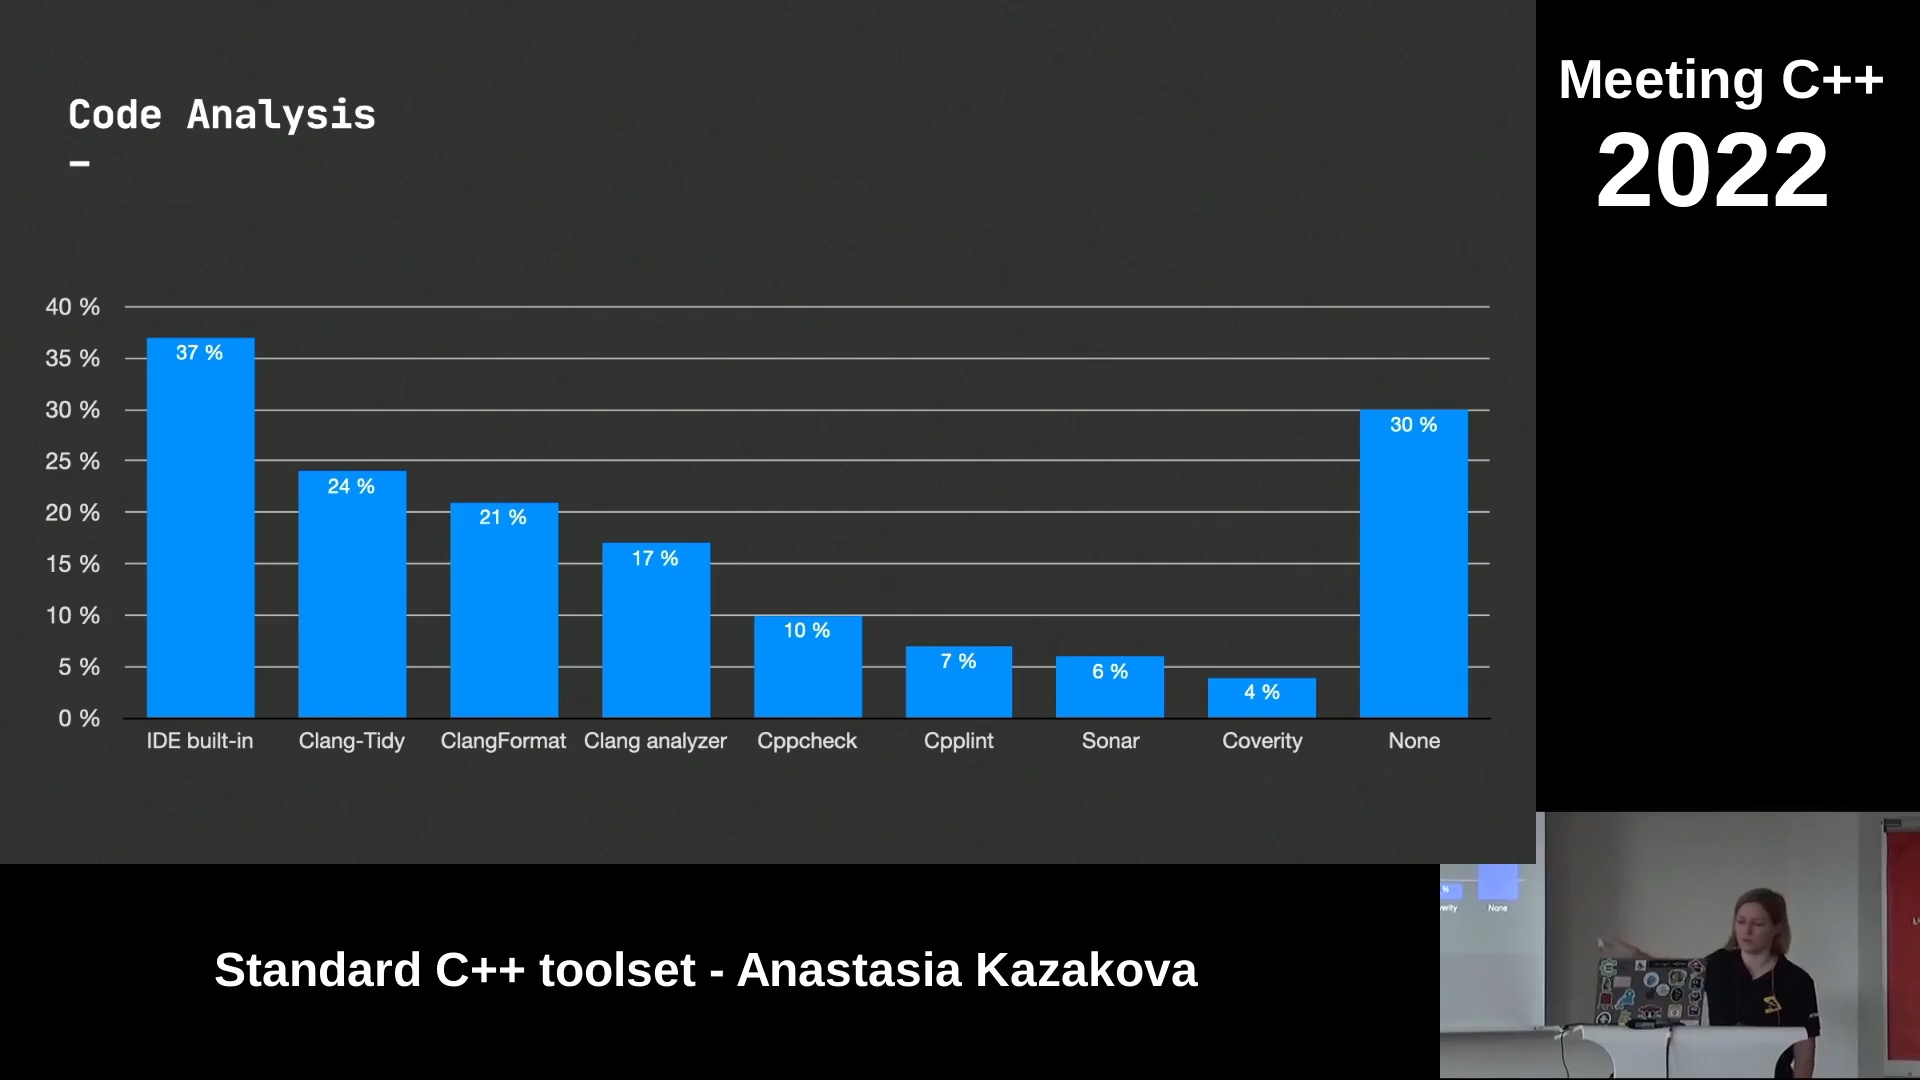 Code Analysis
–
40 %
35 %
30 %
25 %
20 %
15 %
10 %
5 %
0 %
37 %
24 %
21 %
17 %
10 %
7 %
6 %
4 %
30 %
IDE built-in
Clang-Tidy
ClangFormat
Clang analyzer
Cppcheck
Cpplint
Sonar
Coverity
None
Meeting C++
2022
Standard C++ toolset - Anastasia Kazakova
%
erity
None